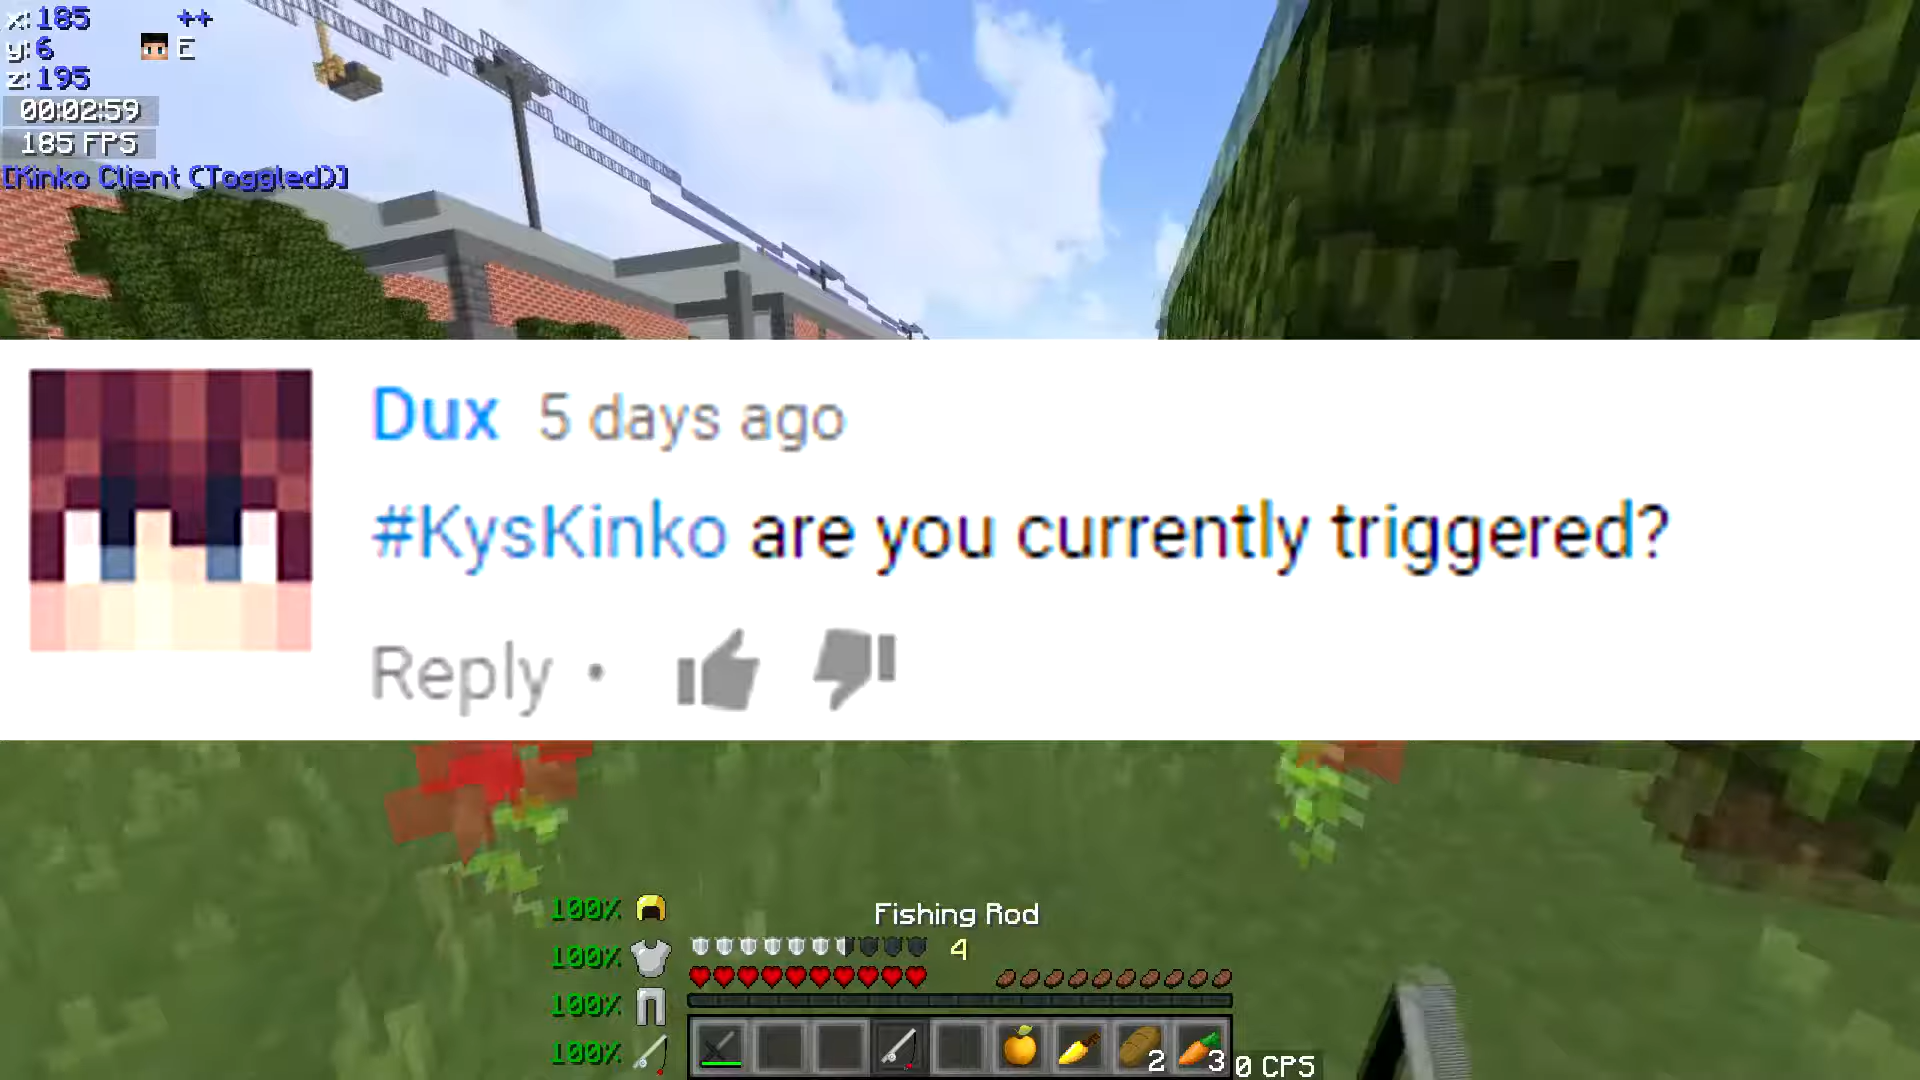 x: 185 ++
y: 6 E
z: 195
00:02:59
185 FPS
[Kinko Client (Toggled)]
Dux 5 days ago
#KysKinko are you currently triggered?
Reply •
100%
Fishing Rod
100%
4
100%
100%
2
3
0 CPS